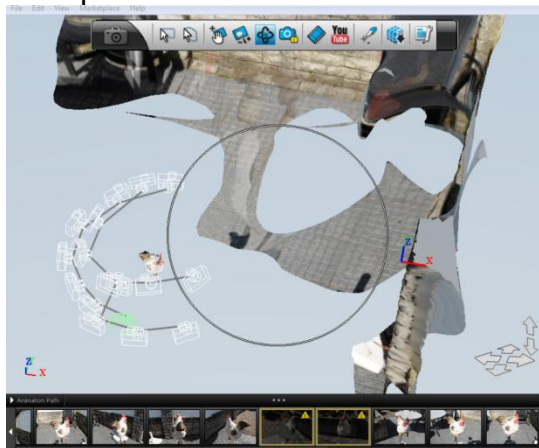 File Edit View Marketplace Help
You
Tube
Z
X
Z
X
Animation Path